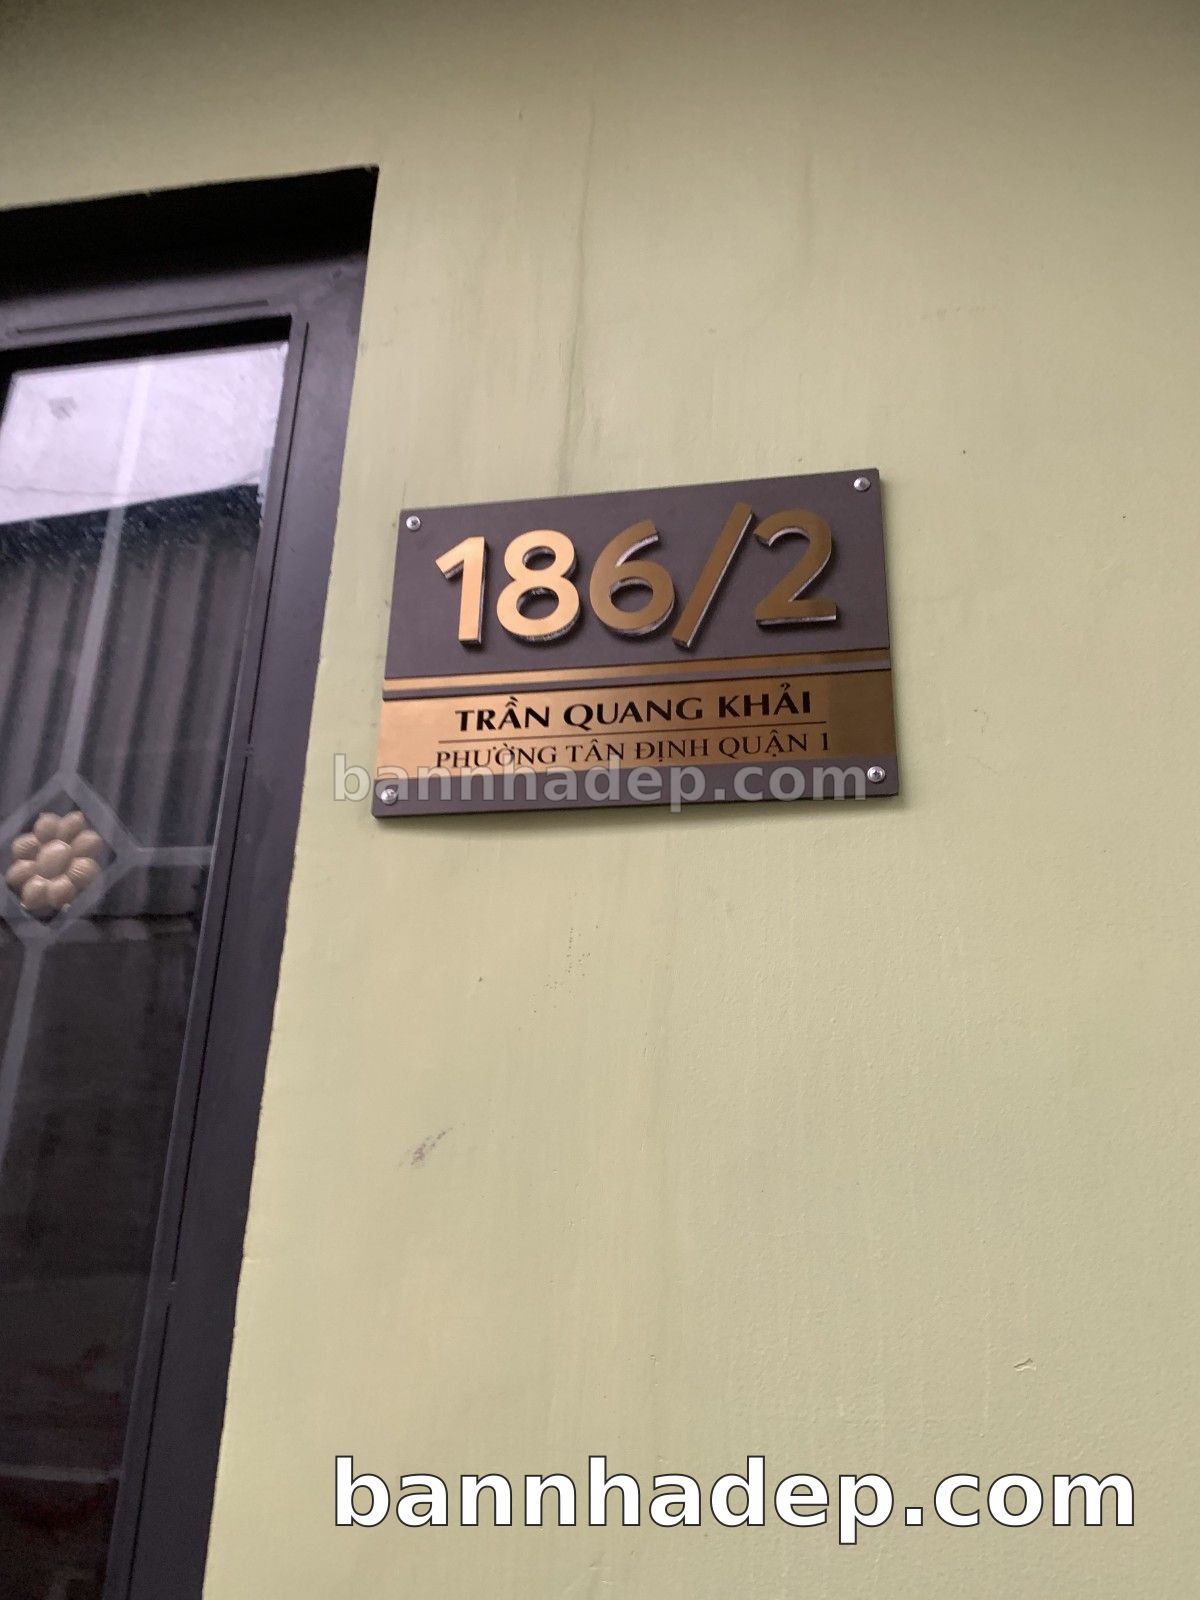 186/2
TRẦN QUANG KHẢI
PHƯỜNG TÂN ĐỊNH QUẬN 1
bannhadep.com
bannhadep.com